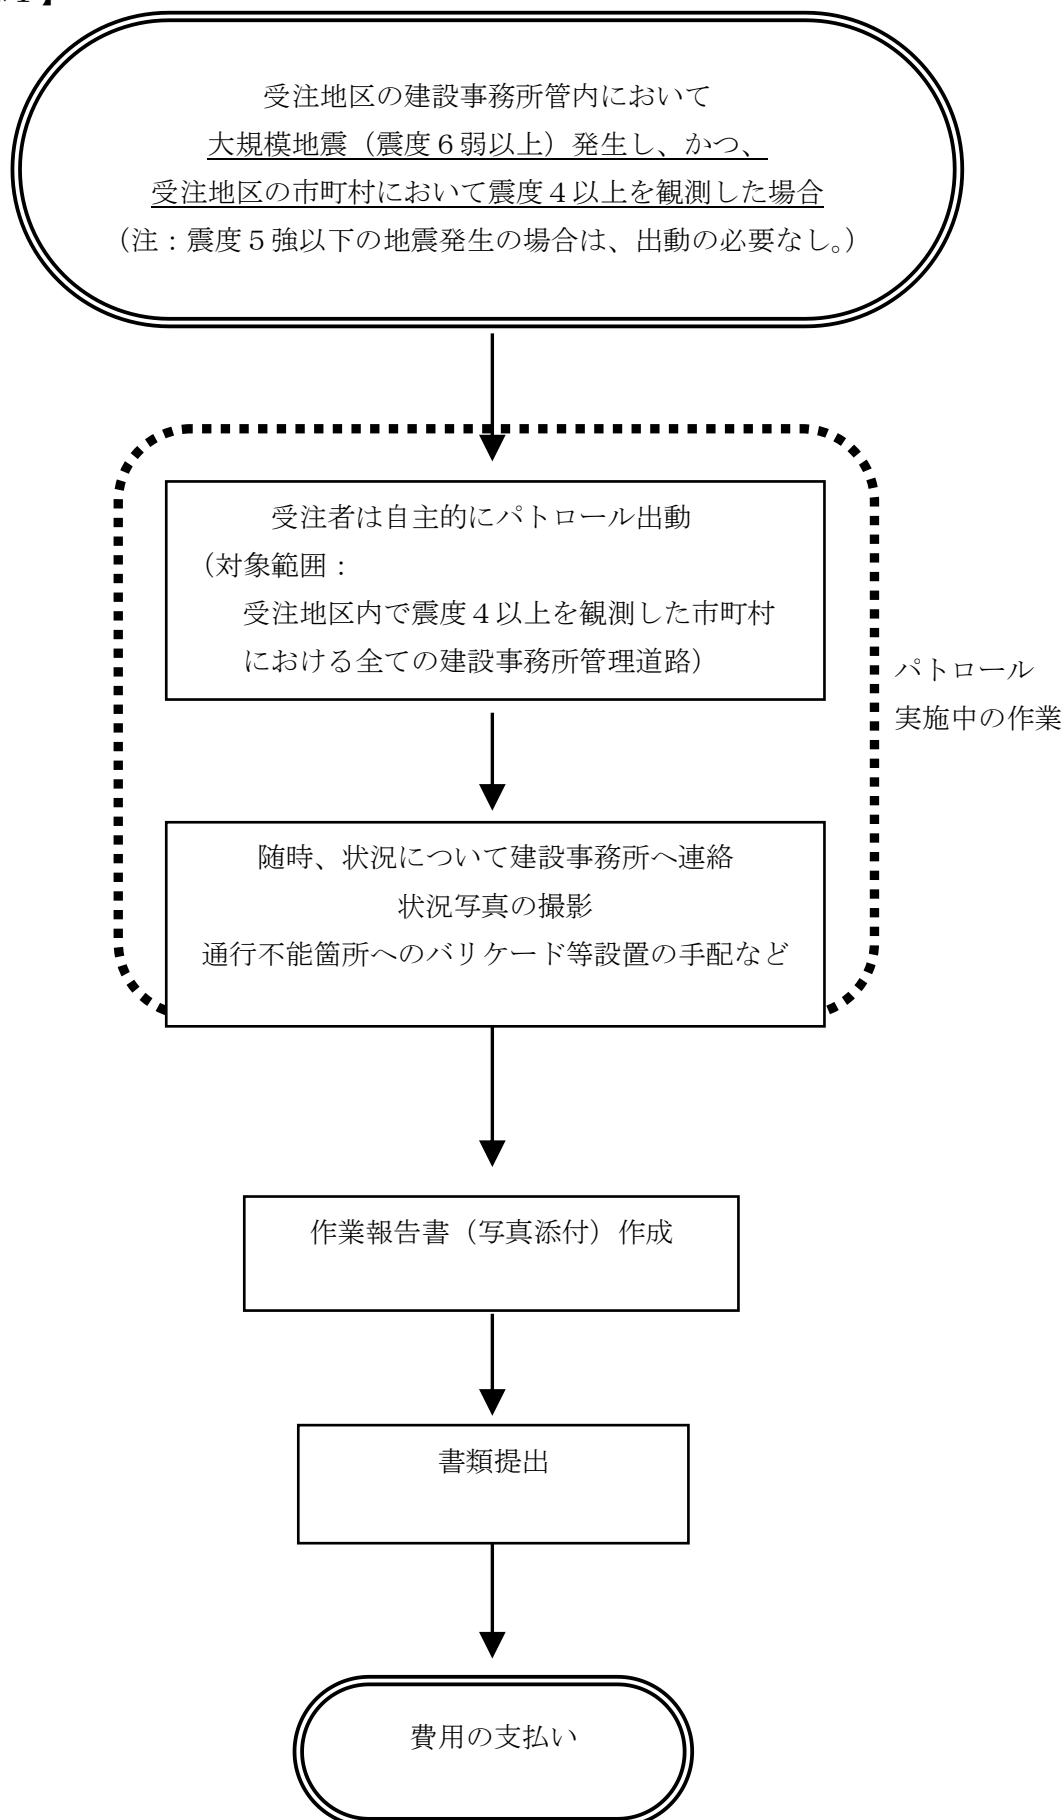 受注地区の建設事務所管内において
大規模地震（震度６弱以上）発生し、かつ、
受注地区の市町村において震度４以上を観測した場合
（注：震度５強以下の地震発生の場合は、出動の必要なし。）
受注者は自主的にパトロール出動
（対象範囲：
受注地区内で震度４以上を観測した市町村
における全ての建設事務所管理道路）
パトロール
実施中の作業
随時、状況について建設事務所へ連絡
状況写真の撮影
通行不能箇所へのバリケード等設置の手配など
作業報告書（写真添付）作成
書類提出
費用の支払い